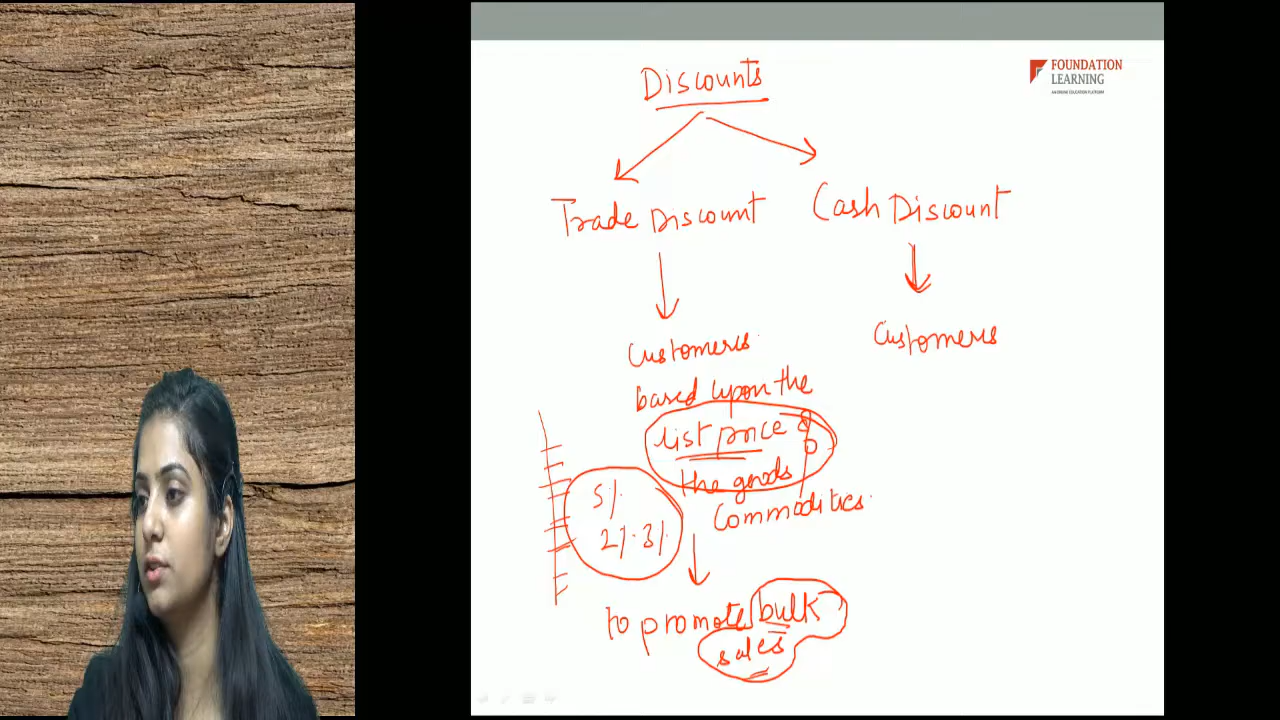 Discounts
FOUNDATION
LEARNING
Trade Discount
Cash Discount
Customers
Customers
based upon the
list price of
the goods
5%
2% 3%
Commodities
to promote bulk
sales